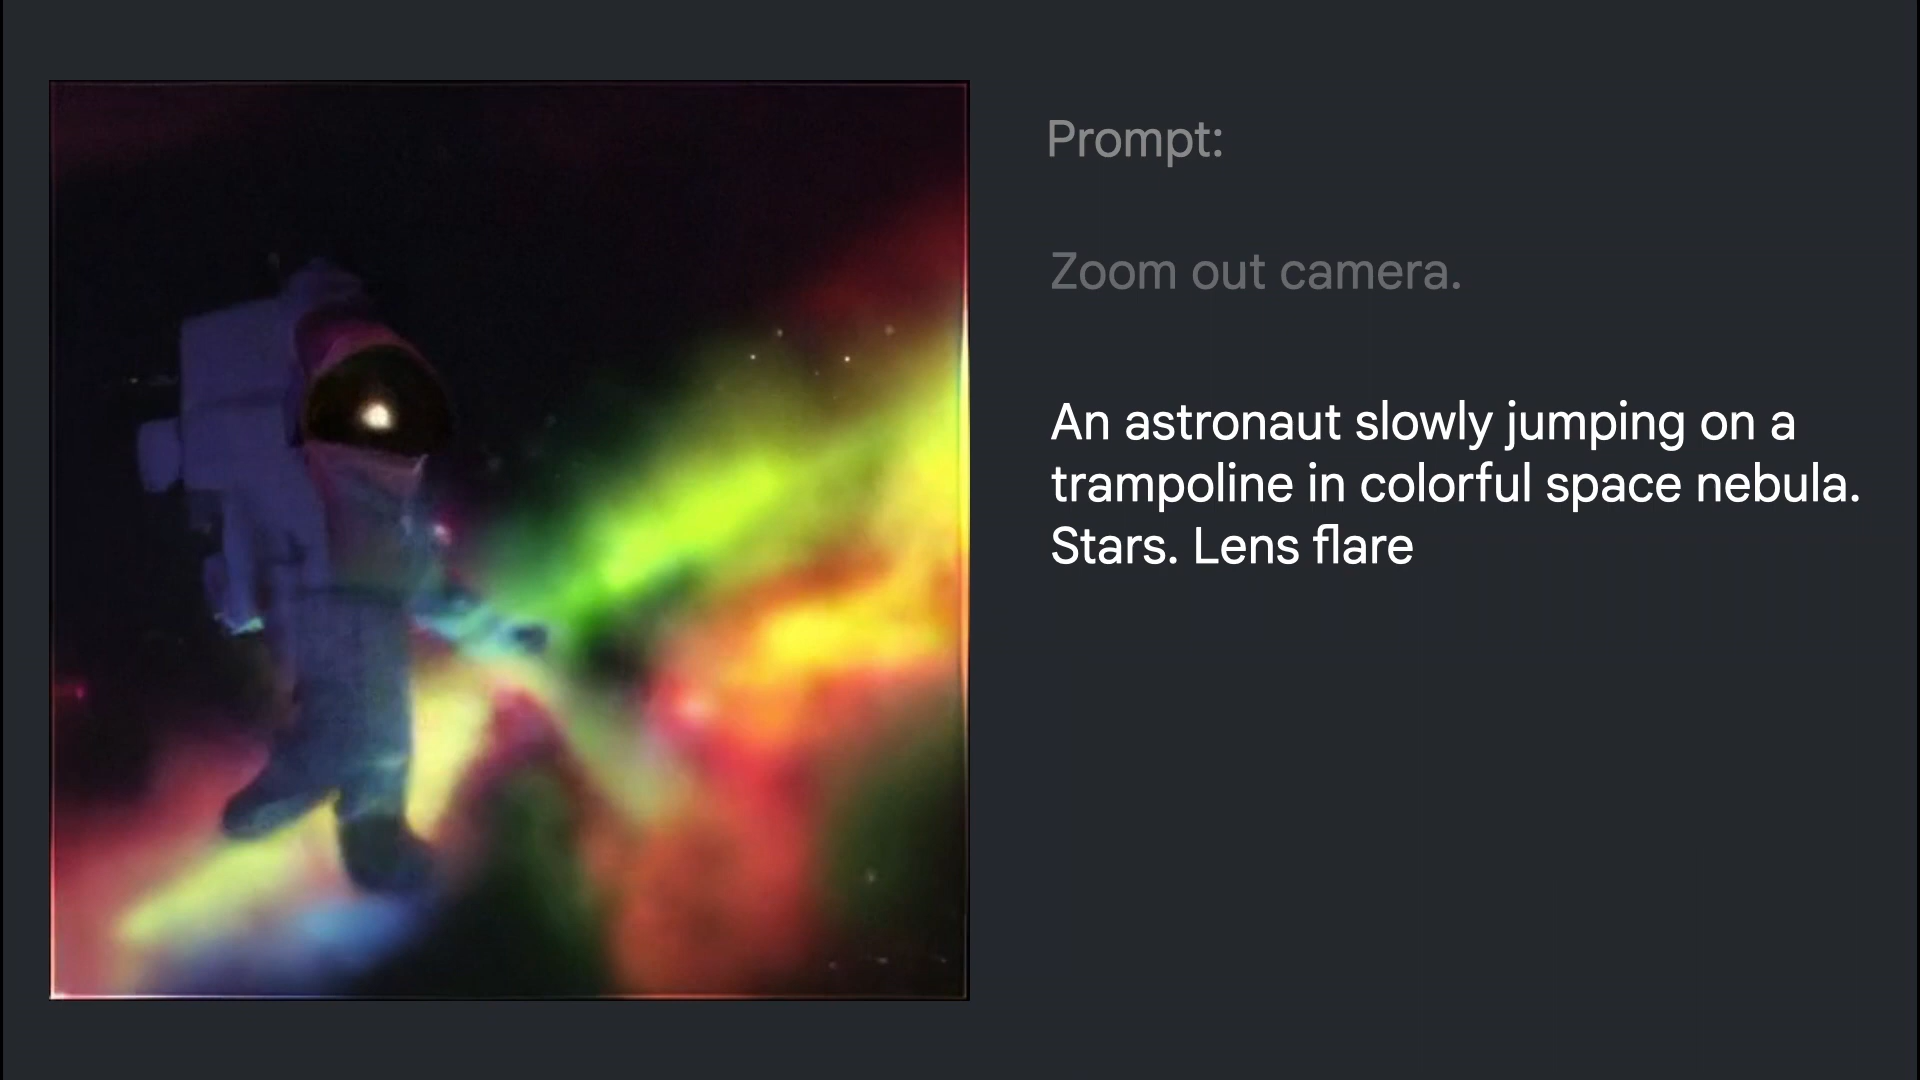 Prompt:
Zoom out camera.
An astronaut slowly jumping on a
trampoline in colorful space nebula.
Stars. Lens flare